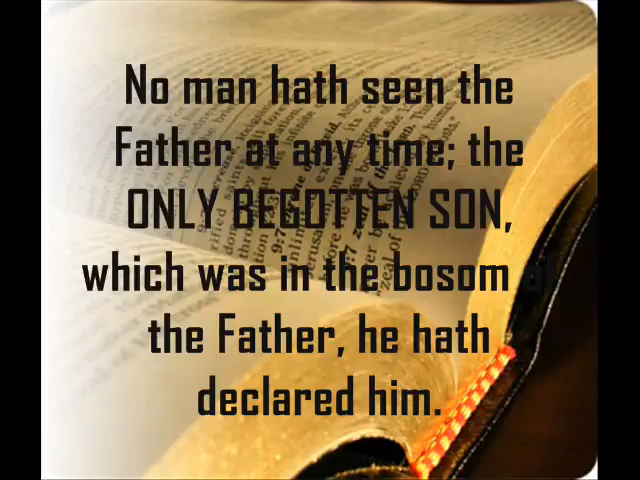 No man hath seen the
Father at any time; the
ONLY BEGOTTEN SON,
which was in the bosom
the Father, he hath
declared him.